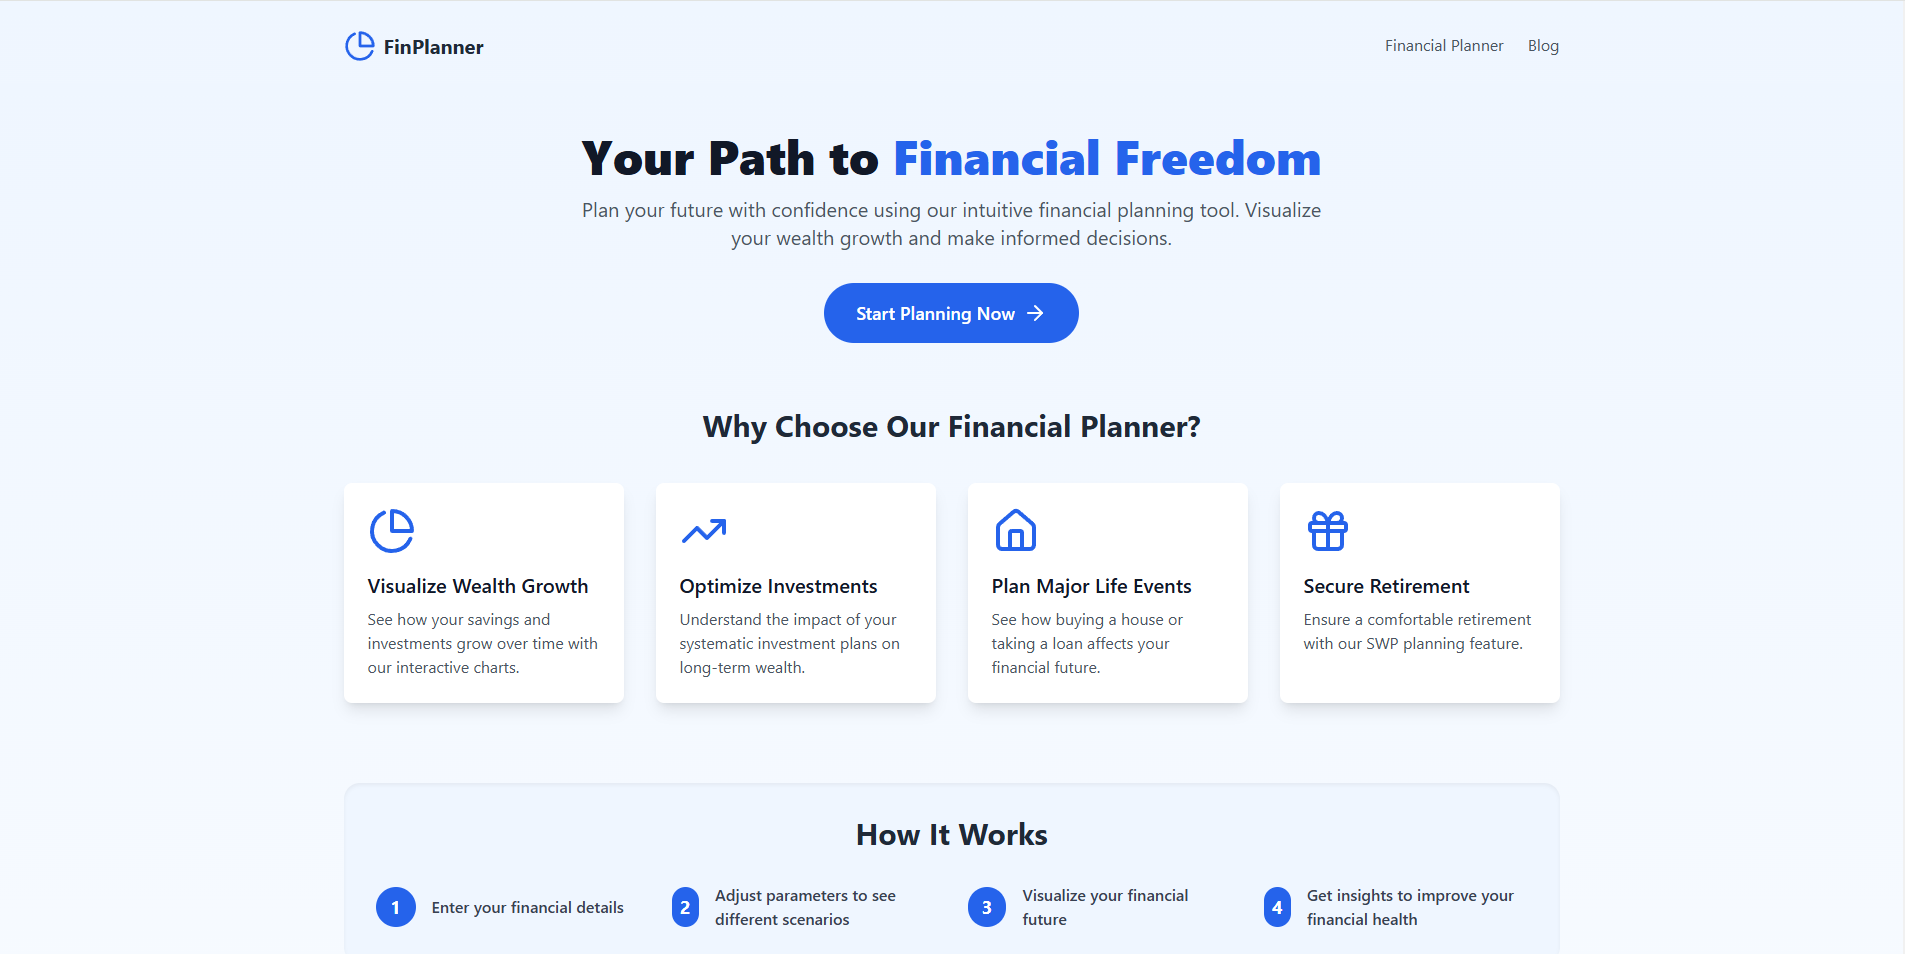 FinPlanner
Financial Planner
Blog
Your Path to Financial Freedom
Plan your future with confidence using our intuitive financial planning tool. Visualize
your wealth growth and make informed decisions.
Start Planning Now
Why Choose Our Financial Planner?
Visualize Wealth Growth
See how your savings and
investments grow over time with
our interactive charts.
Optimize Investments
Understand the impact of your
systematic investment plans on
long-term wealth.
Plan Major Life Events
See how buying a house or
taking a loan affects your
financial future.
Secure Retirement
Ensure a comfortable retirement
with our SWP planning feature.
How It Works
1
Enter your financial details
2
Adjust parameters to see
different scenarios
3
Visualize your financial
future
4
Get insights to improve your
financial health